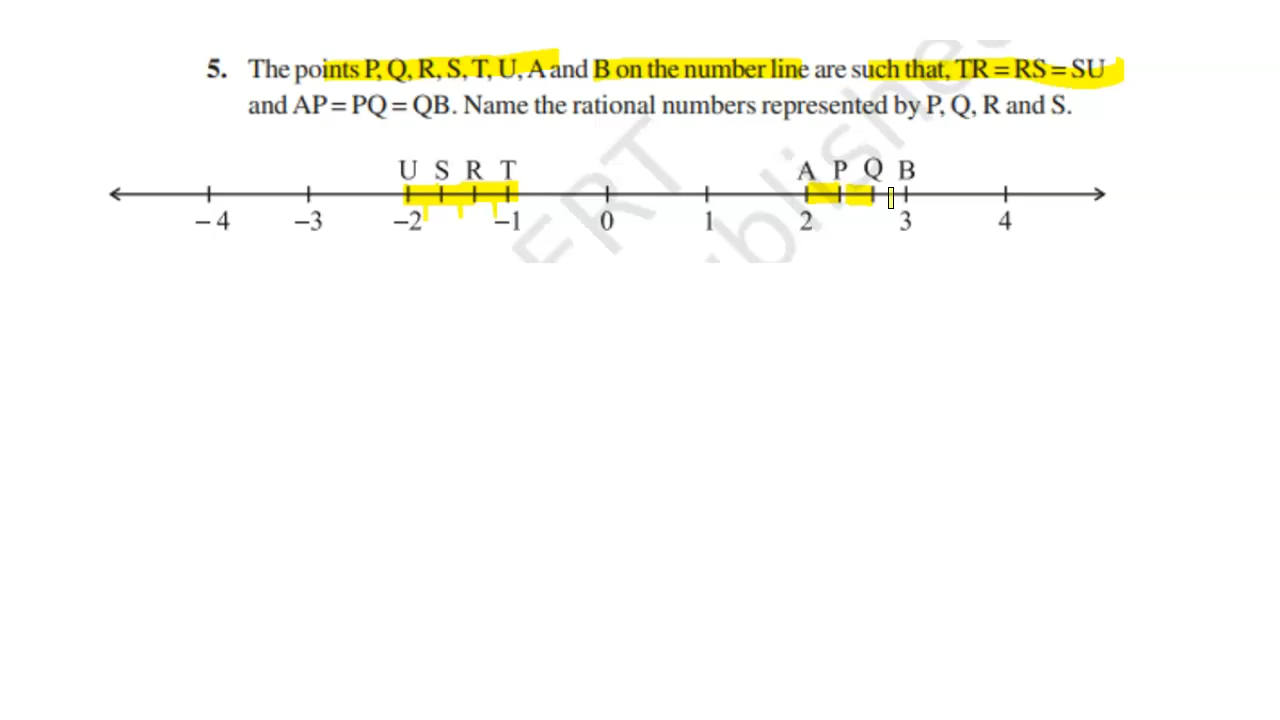 5. The points P, Q, R, S, T, U, A and B on the number line are such that, TR = RS = SU
and AP = PQ = QB. Name the rational numbers represented by P, Q, R and S.
U S R T A P Q B
– 4 –3 –2 –1 0 1 2 3 4